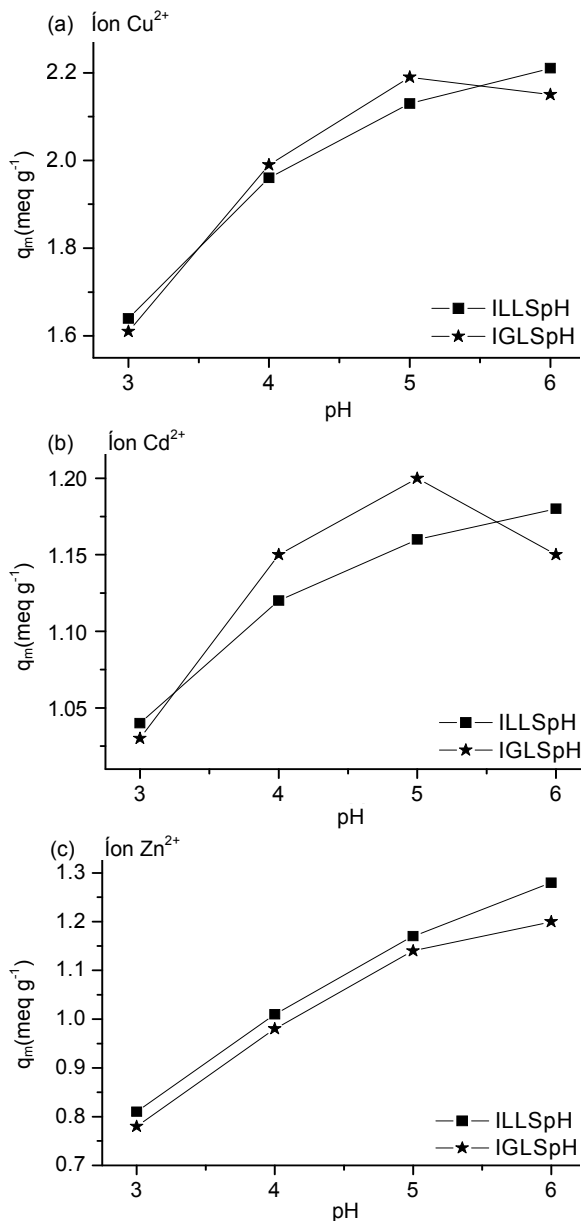 (a) Íon Cu²⁺
2.2
2.0
1.8
1.6
qₘ(meq g⁻¹)
ILLSpH
IGLSpH
3 4 5 6
pH
(b) Íon Cd²⁺
1.20
1.15
1.10
1.05
qₘ(meq g⁻¹)
ILLSpH
IGLSpH
3 4 5 6
pH
(c) Íon Zn²⁺
1.3
1.2
1.1
1.0
0.9
0.8
0.7
qₘ(meq g⁻¹)
ILLSpH
IGLSpH
3 4 5 6
pH